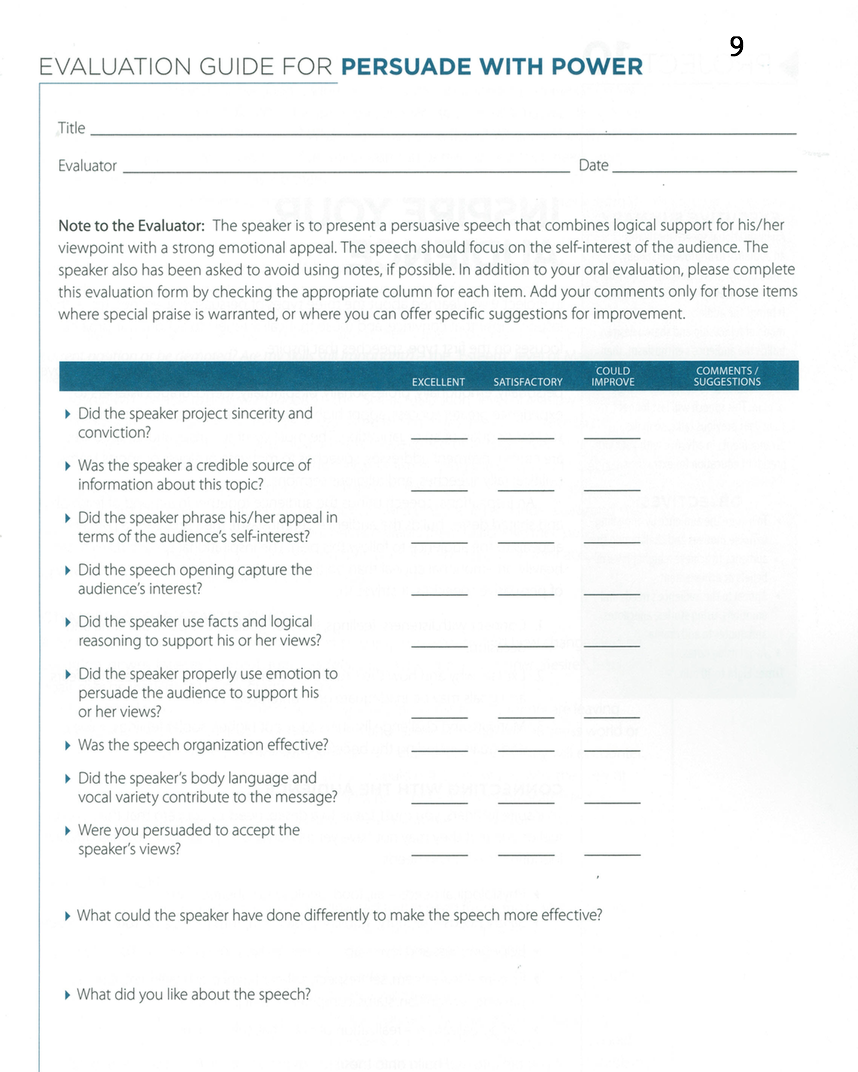 9
EVALUATION GUIDE FOR PERSUADE WITH POWER
Title
Evaluator Date
Note to the Evaluator: The speaker is to present a persuasive speech that combines logical support for his/her
viewpoint with a strong emotional appeal. The speech should focus on the self-interest of the audience. The
speaker also has been asked to avoid using notes, if possible. In addition to your oral evaluation, please complete
this evaluation form by checking the appropriate column for each item. Add your comments only for those items
where special praise is warranted, or where you can offer specific suggestions for improvement.
EXCELLENT SATISFACTORY COULD IMPROVE COMMENTS / SUGGESTIONS
Did the speaker project sincerity and
conviction?
Was the speaker a credible source of
information about this topic?
Did the speaker phrase his/her appeal in
terms of the audience's self-interest?
Did the speech opening capture the
audience's interest?
Did the speaker use facts and logical
reasoning to support his or her views?
Did the speaker properly use emotion to
persuade the audience to support his
or her views?
Was the speech organization effective?
Did the speaker's body language and
vocal variety contribute to the message?
Were you persuaded to accept the
speaker's views?
What could the speaker have done differently to make the speech more effective?
What did you like about the speech?